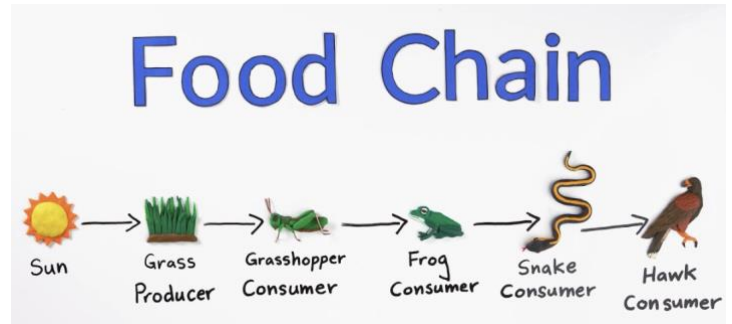 Food Chain
Sun
Grass
Producer
Grasshopper
Consumer
Frog
Consumer
Snake
Consumer
Hawk
Consumer